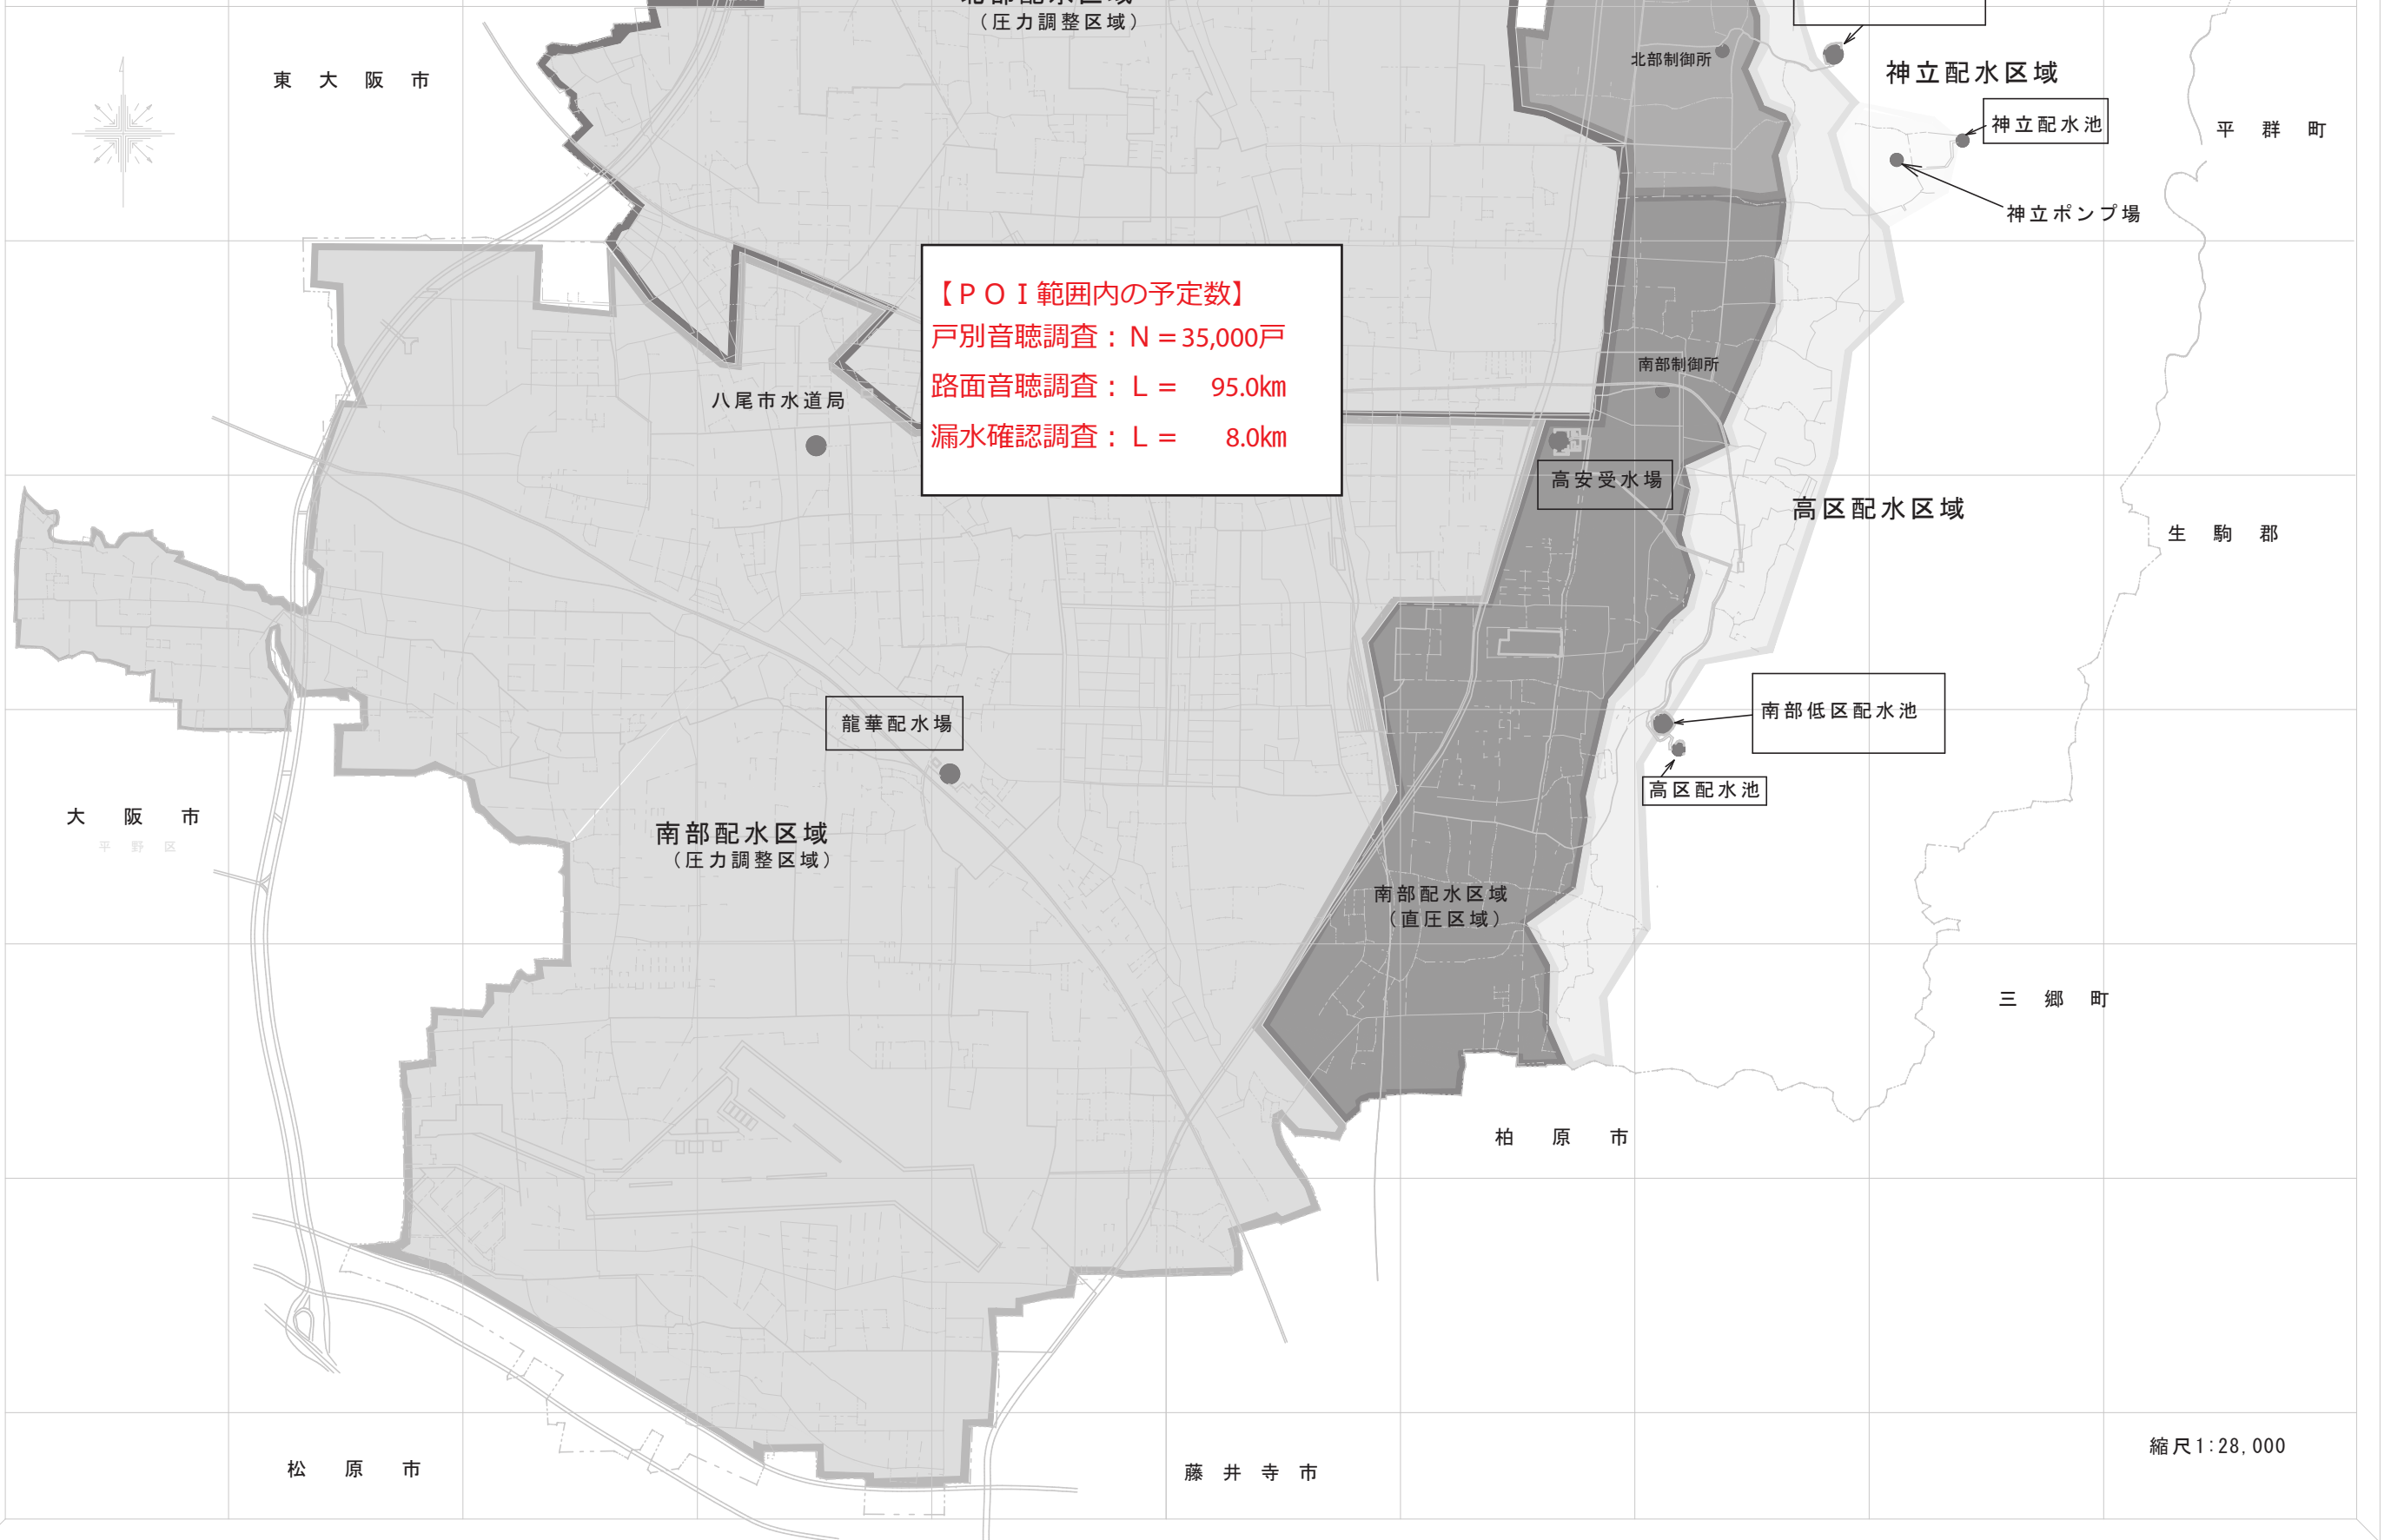 北部配水区域
（圧力調整区域）
北部制御所
神立配水区域
東大阪市
神立配水池
平群町
神立ポンプ場
【ＰＯＩ範囲内の予定数】
戸別音聴調査：Ｎ＝35,000戸
路面音聴調査：Ｌ＝ 95.0㎞
漏水確認調査：Ｌ＝ 8.0㎞
南部制御所
八尾市水道局
高安受水場
高区配水区域
生駒郡
南部低区配水池
龍華配水場
高区配水池
大阪市
平野区
南部配水区域
（圧力調整区域）
南部配水区域
（直圧区域）
三郷町
柏原市
縮尺1:28,000
松原市
藤井寺市